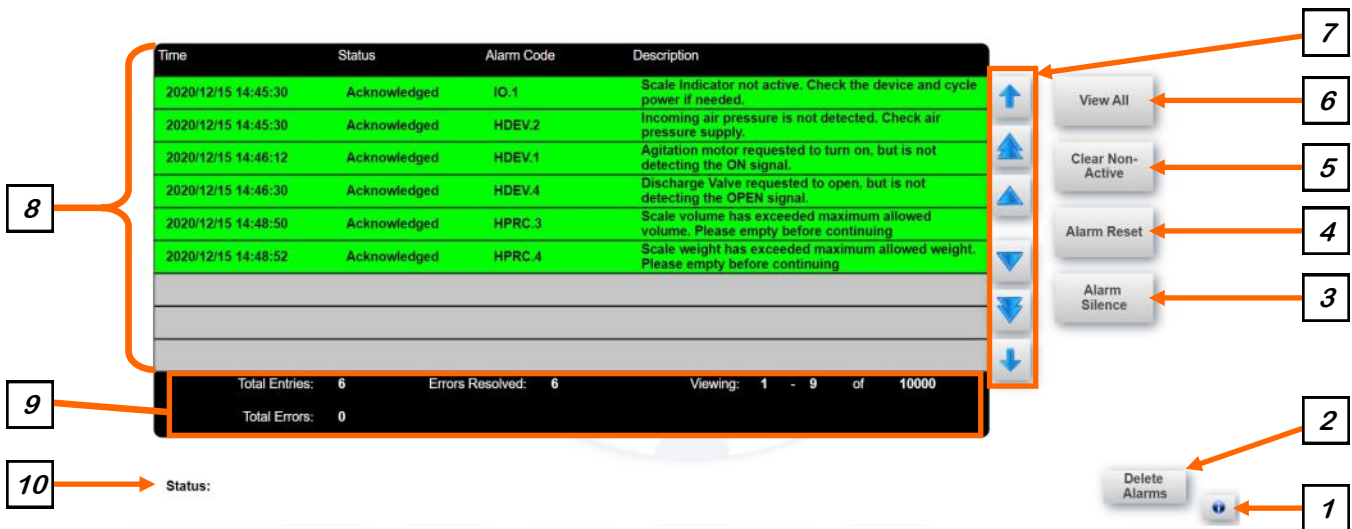 7
Time Status Alarm Code Description
2020/12/15 14:45:30 Acknowledged IO.1 Scale Indicator not active. Check the device and cycle
power if needed.
View All
6
2020/12/15 14:45:30 Acknowledged HDEV.2 Incoming air pressure is not detected. Check air
pressure supply.
2020/12/15 14:46:12 Acknowledged HDEV.1 Agitation motor requested to turn on, but is not
detecting the ON signal.
Clear Non-
Active
5
2020/12/15 14:46:30 Acknowledged HDEV.4 Discharge Valve requested to open, but is not
detecting the OPEN signal.
8
2020/12/15 14:48:50 Acknowledged HPRC.3 Scale volume has exceeded maximum allowed
volume. Please empty before continuing
Alarm Reset
4
2020/12/15 14:48:52 Acknowledged HPRC.4 Scale weight has exceeded maximum allowed weight.
Please empty before continuing
Alarm
Silence
3
Total Entries: 6 Errors Resolved: 6 Viewing: 1 - 9 of 10000
9
Total Errors: 0
2
10
Status:
Delete
Alarms
1